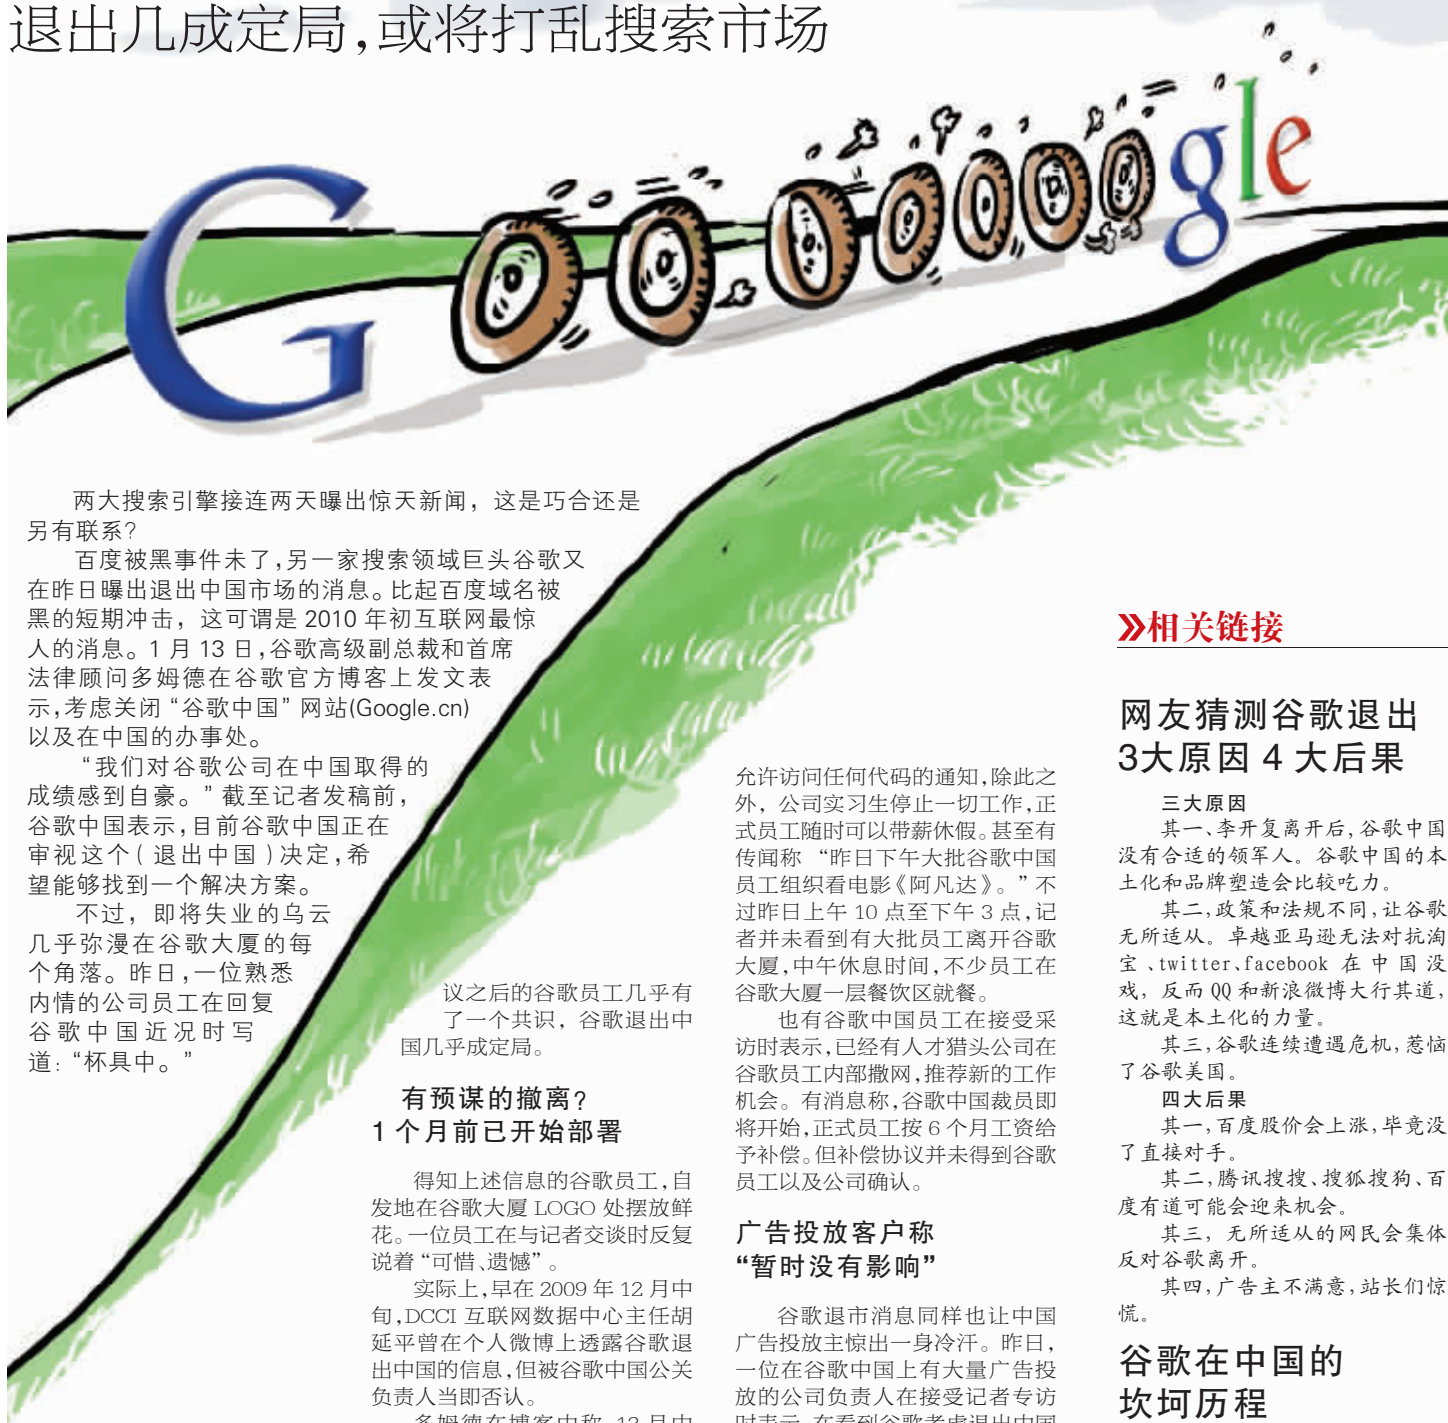 退出几成定局,或将打乱搜索市场
Google
两大搜索引擎接连两天曝出惊天新闻，这是巧合还是
另有联系？
百度被黑事件未了,另一家搜索领域巨头谷歌又
在昨日曝出退出中国市场的消息。比起百度域名被
黑的短期冲击，这可谓是 2010 年初互联网最惊
人的消息。1 月 13 日,谷歌高级副总裁和首席
法律顾问多姆德在谷歌官方博客上发文表
示,考虑关闭“谷歌中国”网站(Google.cn)
以及在中国的办事处。
“我们对谷歌公司在中国取得的
成绩感到自豪。”截至记者发稿前，
谷歌中国表示,目前谷歌中国正在
审视这个(退出中国)决定,希
望能够找到一个解决方案。
不过，即将失业的乌云
几乎弥漫在谷歌大厦的每
个角落。昨日,一位熟悉
内情的公司员工在回复
谷歌中国近况时写
道：“杯具中。”
议之后的谷歌员工几乎有
了一个共识，谷歌退出中
国几乎成定局。
有预谋的撤离？
1 个月前已开始部署
得知上述信息的谷歌员工,自
发地在谷歌大厦 LOGO 处摆放鲜
花。一位员工在与记者交谈时反复
说着“可惜、遗憾”。
实际上,早在 2009 年 12 月中
旬,DCCI 互联网数据中心主任胡
延平曾在个人微博上透露谷歌退
出中国的信息,但被谷歌中国公关
负责人当即否认。
多姆德在博客中称,12 月中
允许访问任何代码的通知,除此之
外，公司实习生停止一切工作,正
式员工随时可以带薪休假。甚至有
传闻称 “昨日下午大批谷歌中国
员工组织看电影《阿凡达》。”不
过昨日上午 10 点至下午 3 点,记
者并未看到有大批员工离开谷歌
大厦,中午休息时间,不少员工在
谷歌大厦一层餐饮区就餐。
也有谷歌中国员工在接受采
访时表示,已经有人才猎头公司在
谷歌员工内部撒网,推荐新的工作
机会。有消息称,谷歌中国裁员即
将开始,正式员工按 6 个月工资给
予补偿。但补偿协议并未得到谷歌
员工以及公司确认。
广告投放客户称
“暂时没有影响”
谷歌退市消息同样也让中国
广告投放主惊出一身冷汗。昨日，
一位在谷歌中国上有大量广告投
放的公司负责人在接受记者专访
时表示,在看到谷歌考虑退出中国
相关链接
网友猜测谷歌退出
3大原因 4 大后果
三大原因
其一、李开复离开后,谷歌中国
没有合适的领军人。谷歌中国的本
土化和品牌塑造会比较吃力。
其二,政策和法规不同,让谷歌
无所适从。卓越亚马逊无法对抗淘
宝、twitter、facebook 在中国没
戏，反而 QQ 和新浪微博大行其道，
这就是本土化的力量。
其三,谷歌连续遭遇危机,惹恼
了谷歌美国。
四大后果
其一,百度股价会上涨,毕竟没
了直接对手。
其二,腾讯搜搜、搜狐搜狗、百
度有道可能会迎来机会。
其三，无所适从的网民会集体
反对谷歌离开。
其四,广告主不满意,站长们惊
慌。
谷歌在中国的
坎坷历程